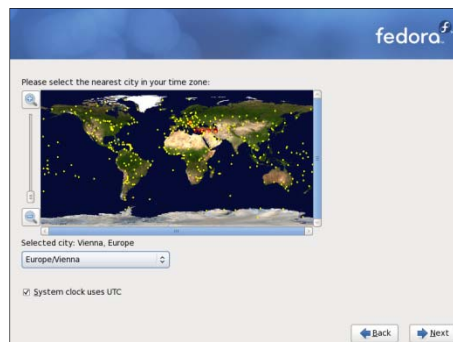 fedora
Please select the nearest city in your time zone:
Selected city: Vienna, Europe
Europe/Vienna
System clock uses UTC
Back Next